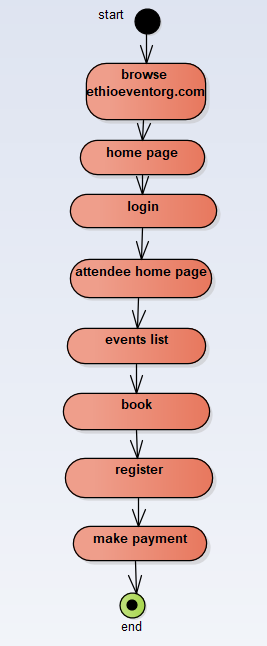 start
browse
ethioeventorg.com
home page
login
attendee home page
events list
book
register
make payment
end